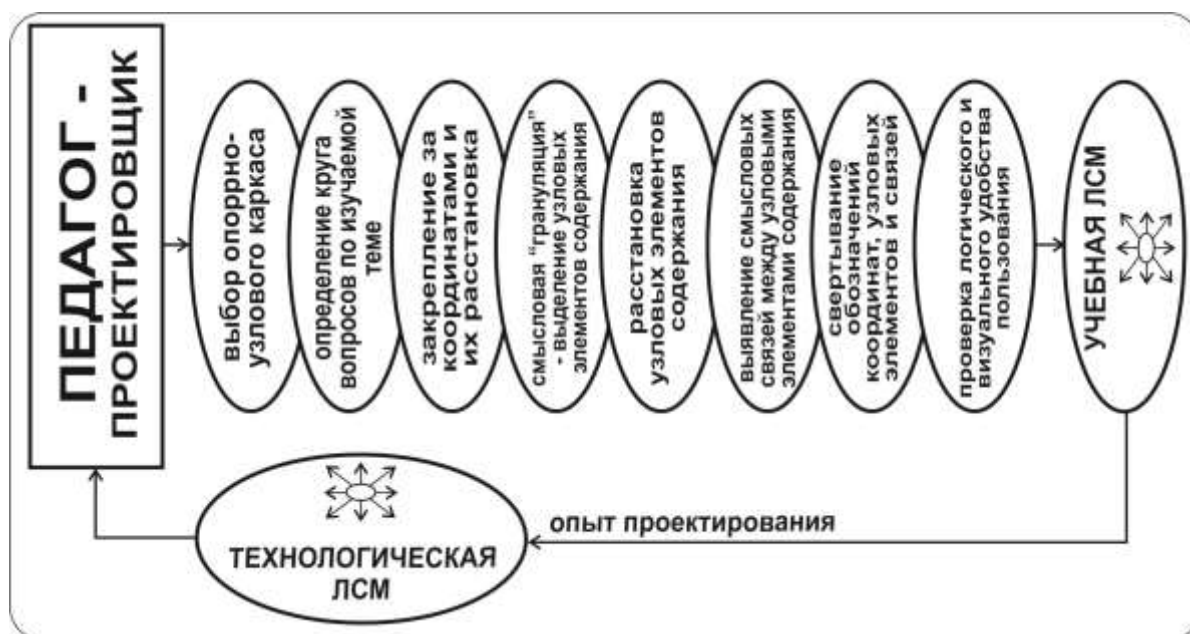 ПЕДАГОГ -
ПРОЕКТИРОВЩИК
выбор опоррно-
узлового каркаса
определение круга
вопросов по изучаемой
теме
закрепление за
координатами и
их расстановка
смысловая "грануляция"
- выделение узловых
элементов содержания
расстановка
узловых элементов
содержания
выявление смысловых
связей между узловыми
элементами содержания
свертывание
обозначений
координат, узловых
элементов и связей
проверка логического и
визуального удобства
пользования
УЧЕБНАЯ ЛСМ
опыт проектирования
ТЕХНОЛОГИЧЕСКАЯ
ЛСМ